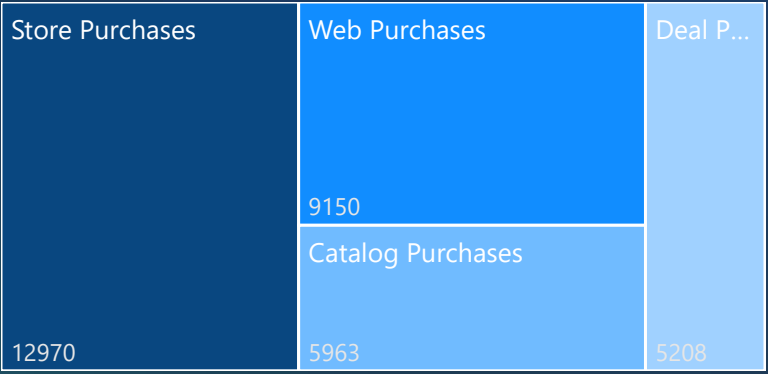 Store Purchases
12970
Web Purchases
9150
Catalog Purchases
5963
Deal P...
5208